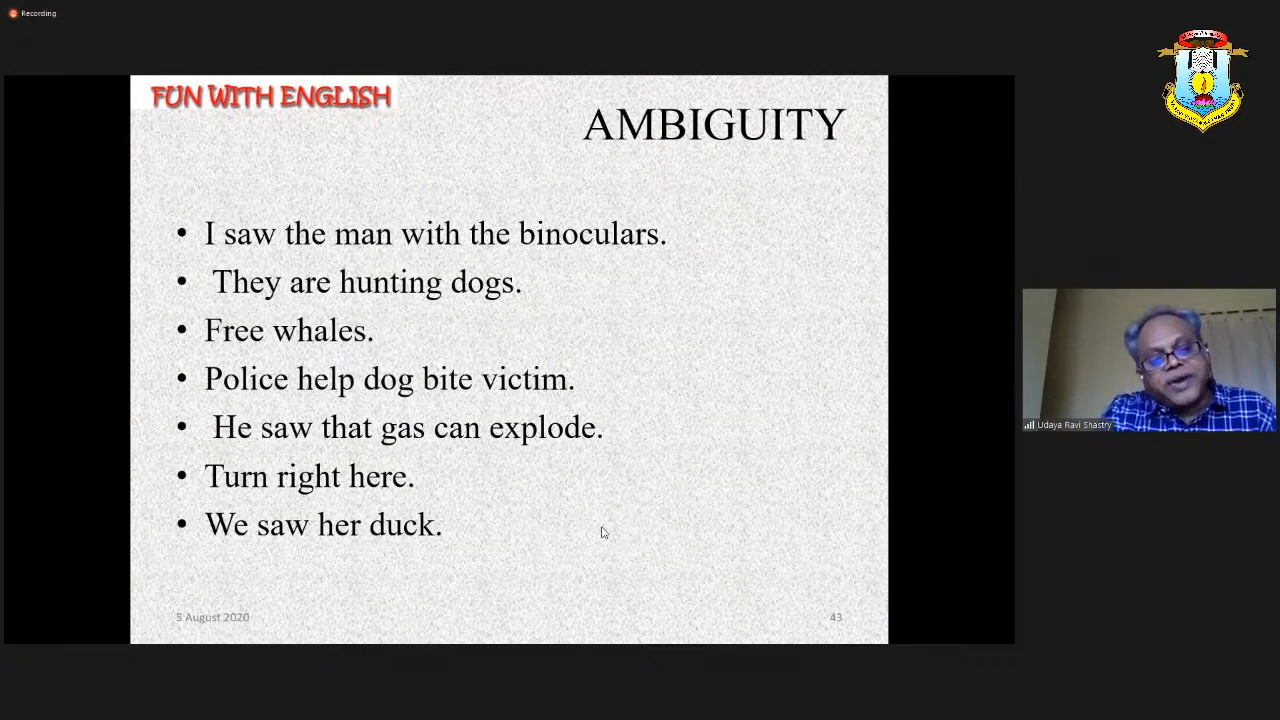 Recording
FUN WITH ENGLISH
AMBIGUITY
• I saw the man with the binoculars.
• They are hunting dogs.
• Free whales.
• Police help dog bite victim.
• He saw that gas can explode.
• Turn right here.
• We saw her duck.
5 August 2020
43
Udaya Ravi Shastry